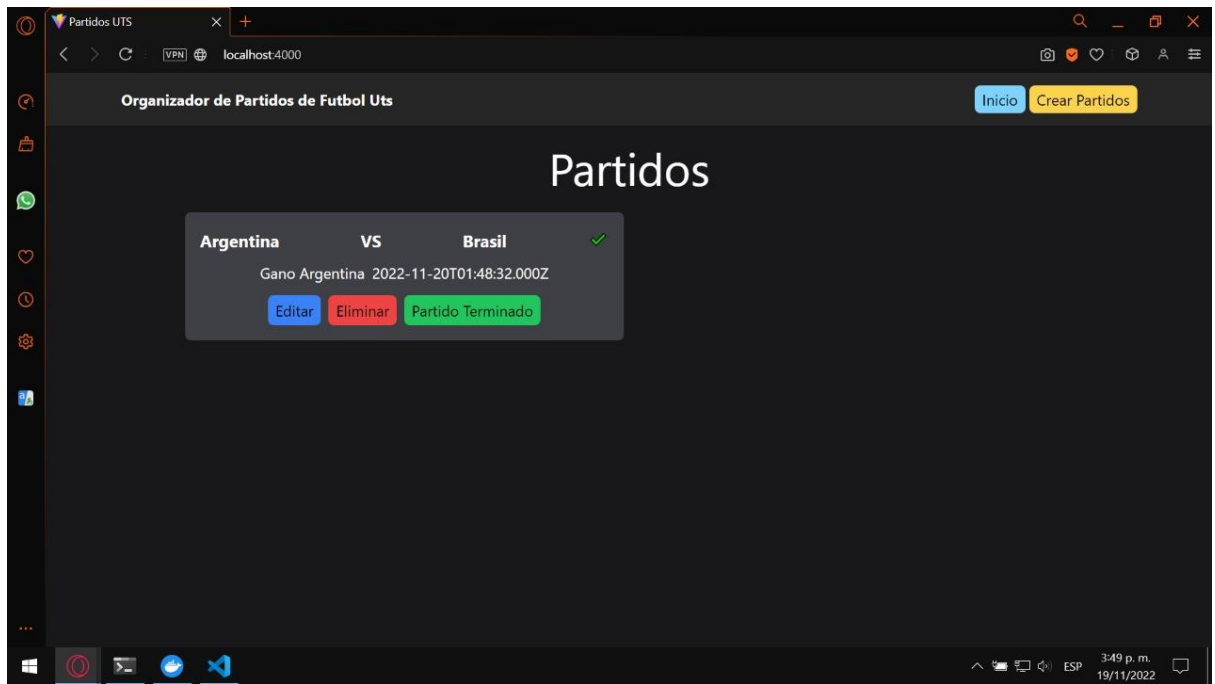 Partidos UTS
VPN localhost:4000
Organizador de Partidos de Futbol Uts Inicio Crear Partidos
Partidos
Argentina VS Brasil
Gano Argentina 2022-11-20T01:48:32.000Z
Editar Eliminar Partido Terminado
ESP 3:49 p. m.
19/11/2022